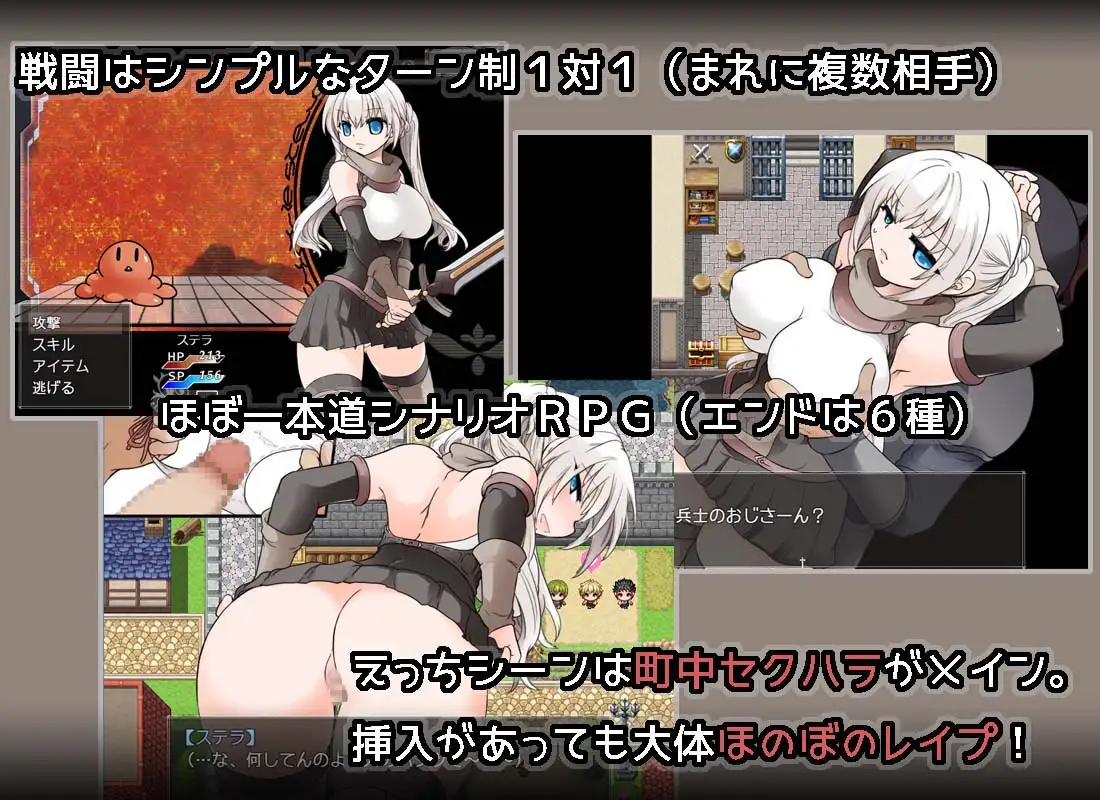 戦闘はシンプルなターン制1対1（まれに複数相手）
攻撃
スキル
アイテム
逃げる
ステラ
HP 213
SP 156
ほぼ一本道シナリオRPG（エンドは6種）
兵士のおじさーん？
えっちシーンは町中セクハラがメイン。
【ステラ】
（…な、何してんのよ
挿入があっても大体ほのぼのレイプ！